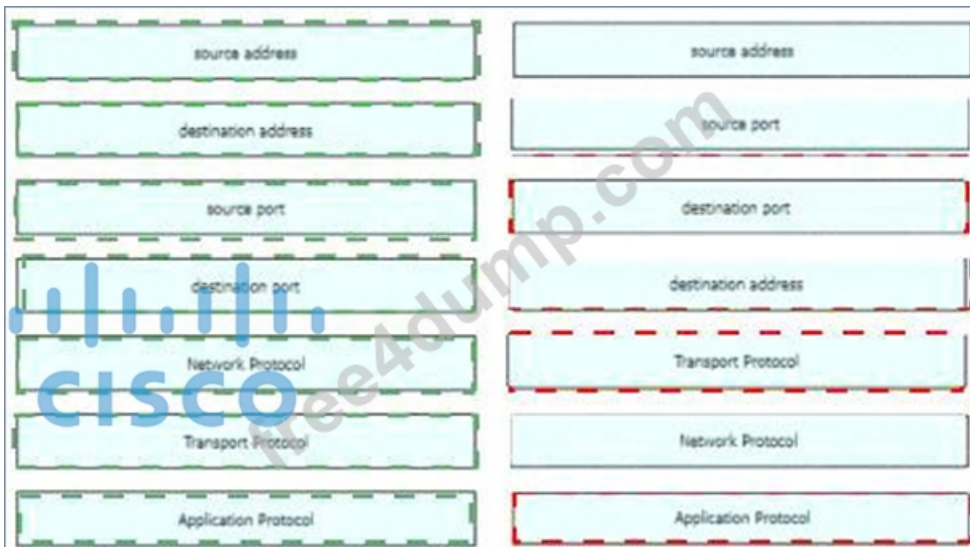 source address
destination address
source port
destination port
Network Protocol
Transport Protocol
Application Protocol
source address
source port
destination port
destination address
Transport Protocol
Network Protocol
Application Protocol
CISCO
free4dump.com